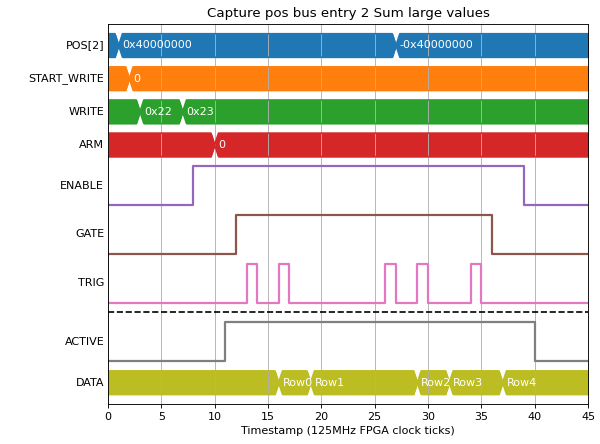 Capture pos bus entry 2 Sum large values
POS[2] 0x40000000 -0x40000000
START_WRITE 0
WRITE 0x22 0x23
ARM 0
ENABLE
GATE
TRIG
ACTIVE
DATA Row0 Row1 Row2 Row3 Row4
0 5 10 15 20 25 30 35 40 45
Timestamp (125MHz FPGA clock ticks)